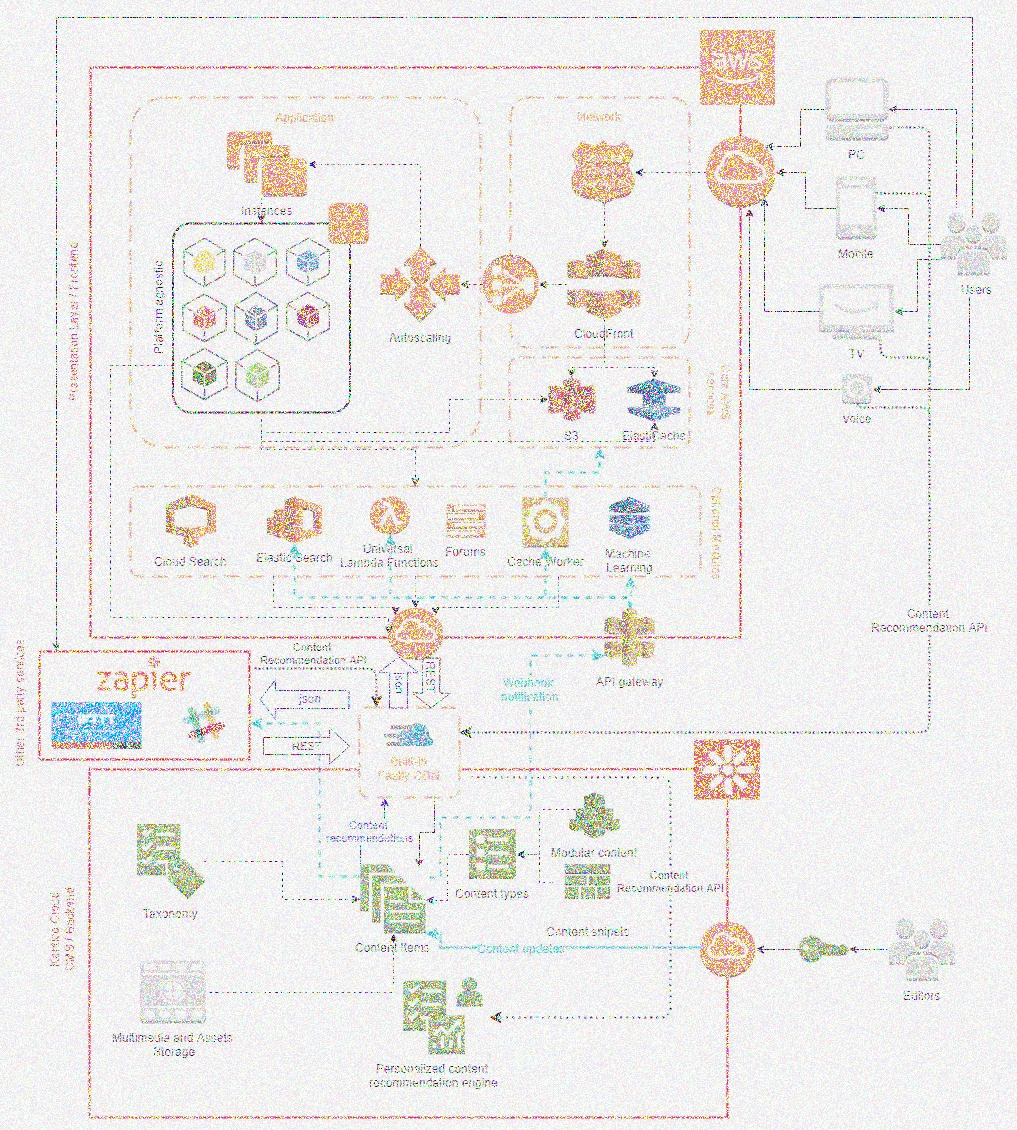 aws
Application
Network
PC
Instances
Mobile
Users
Platform agnostic
Presentation Layer / Frontend
Autoscaling
CloudFront
TV
Voice
S3
ElastiCache
Cloud Search
Elastic Search
Universal
Lambda Functions
Forums
Cache Worker
Machine
Learning
Content
Recommendation API
Content
Recommendation API
json
REST
API gateway
Webhook
notification
Other 3rd party services
zapier
json
REST
Built-in
Fastly CDN
Content
recommendations
Modular content
Content types
Content
Recommendation API
Taxonomy
Content Items
Content snipets
Content updates
Kentico Cloud
CMS / Backend
Editors
Multimedia and Assets
Storage
Personalized content
recommendation engine